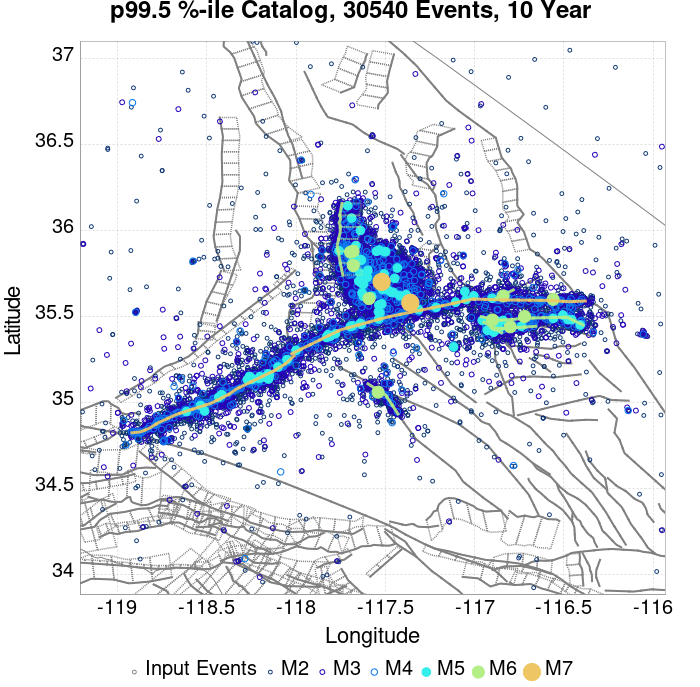 p99.5 %-ile Catalog, 30540 Events, 10 Year
37
36.5
36
35.5
35
34.5
34
Latitude
-119 -118.5 -118 -117.5 -117 -116.5 -116
Longitude
Input Events M2 M3 M4 M5 M6 M7